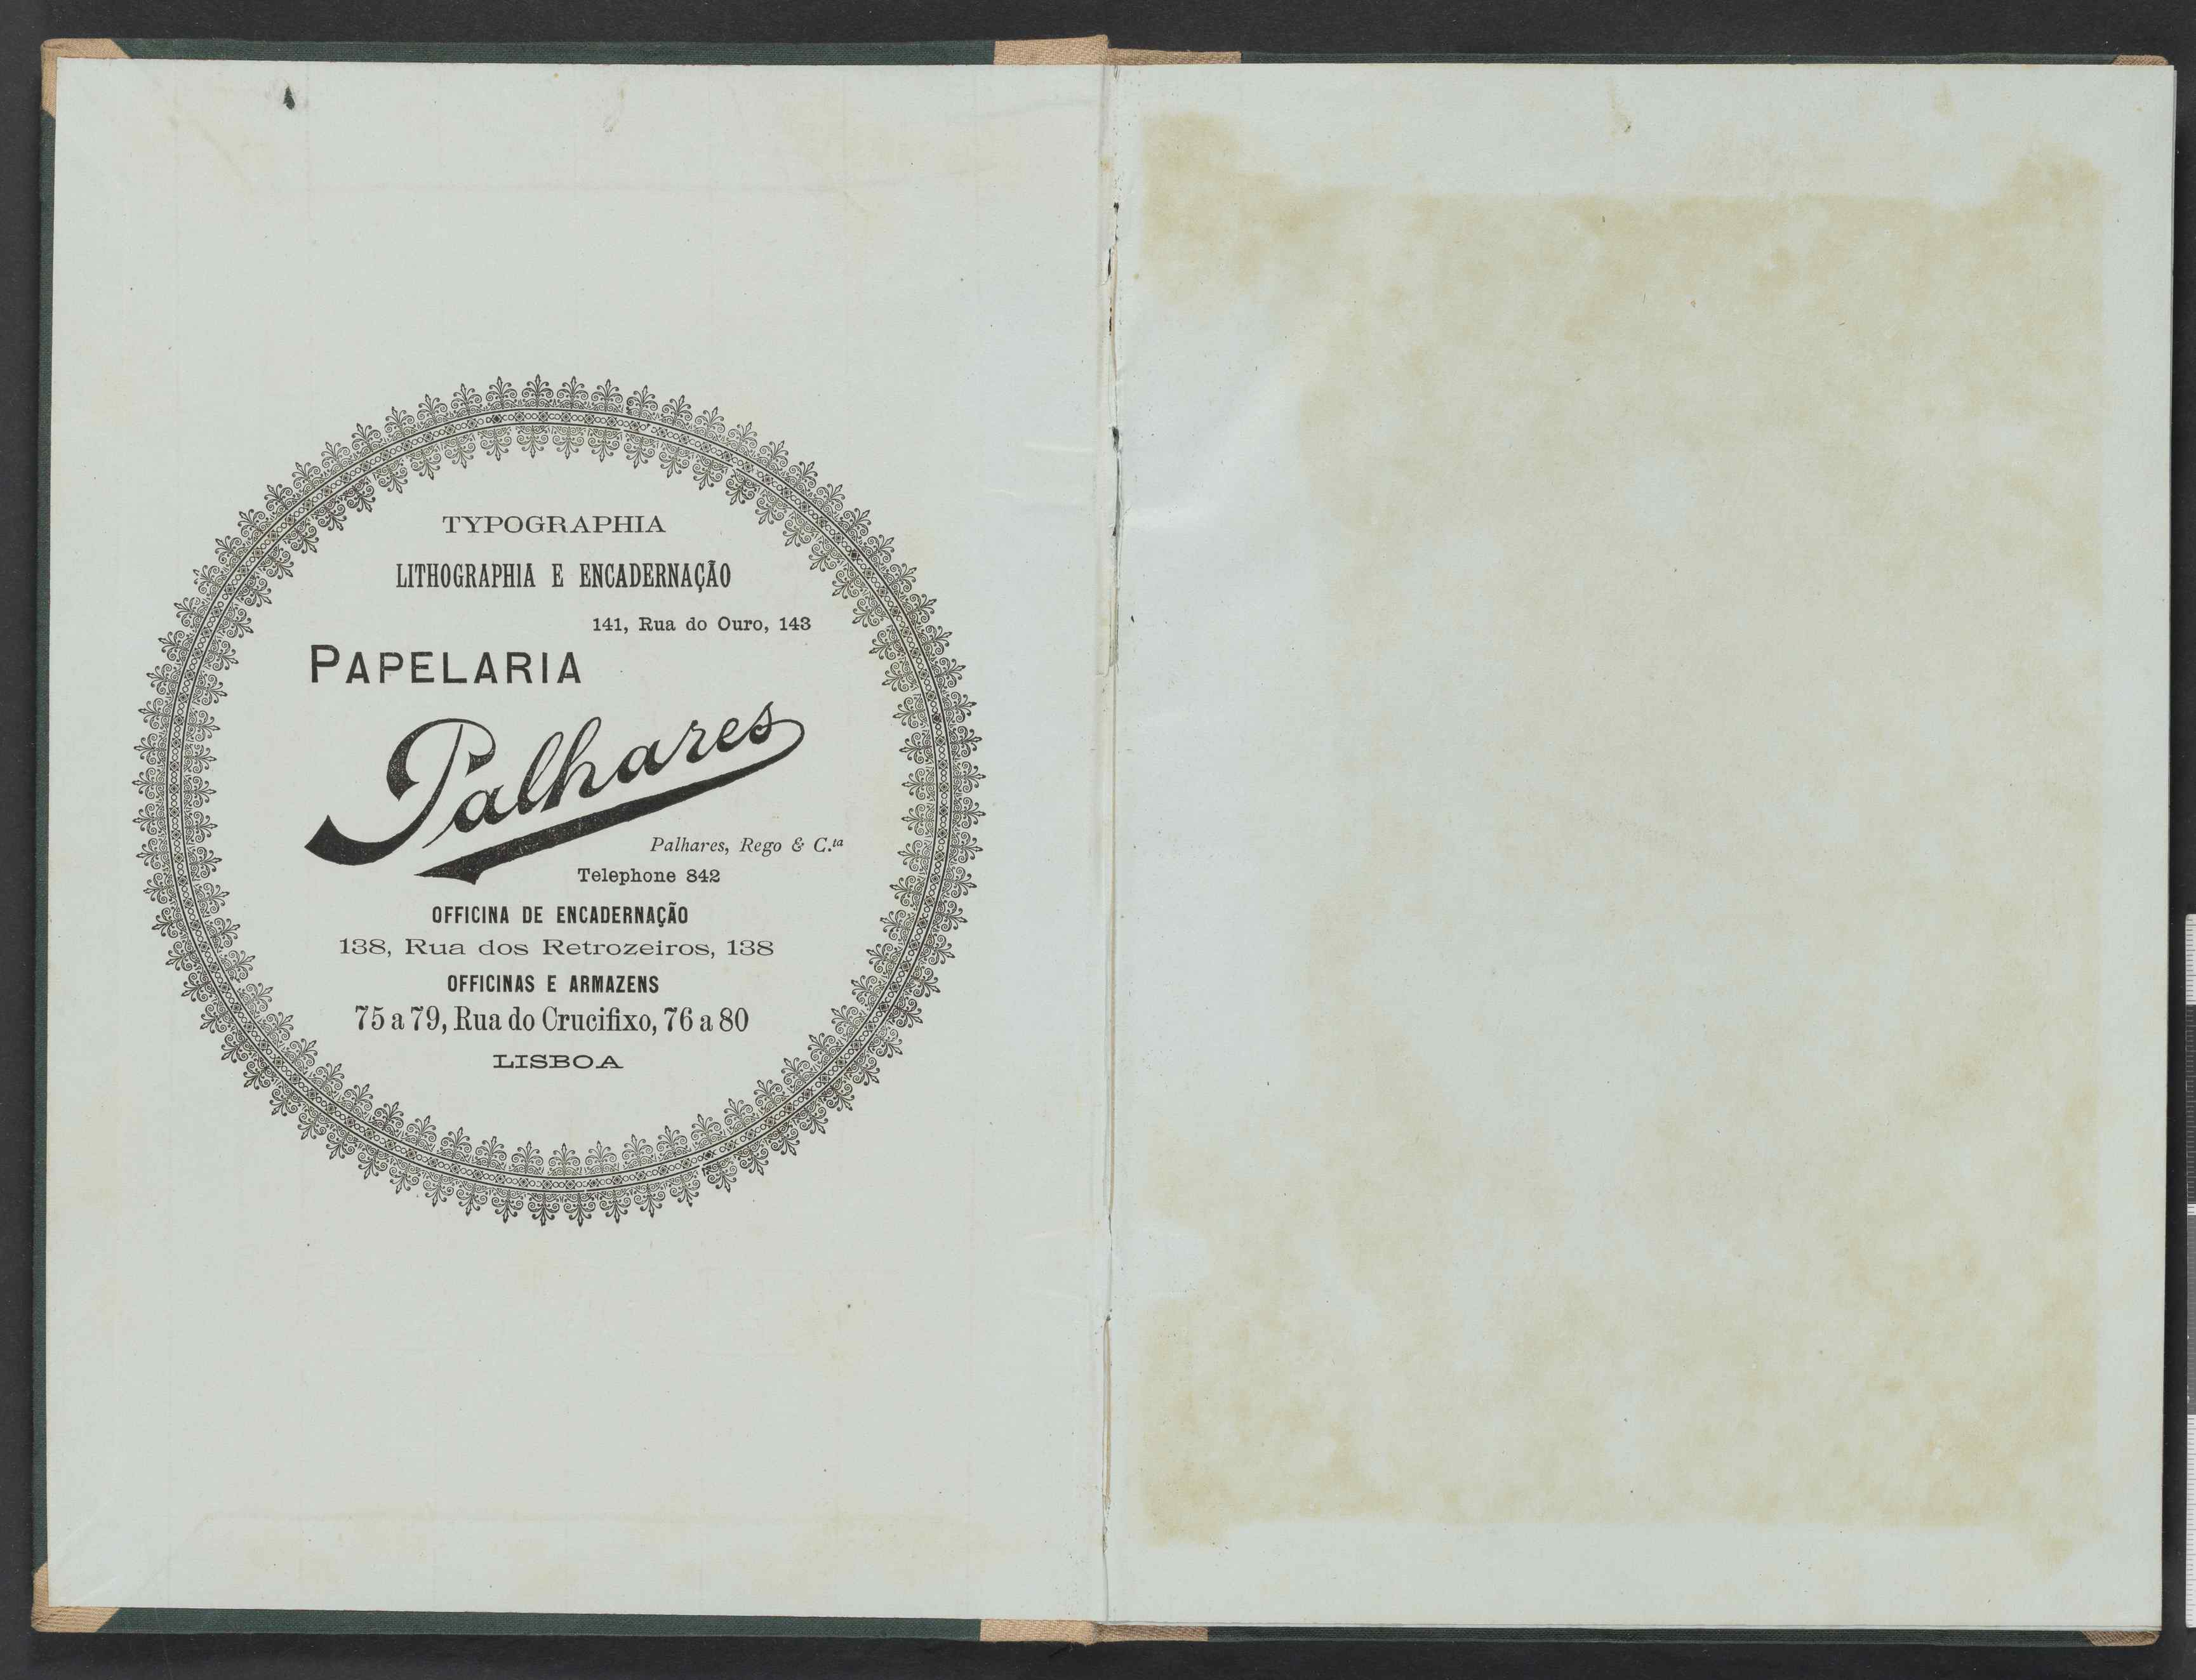 TYPOGRAPHIA
LITHOGRAPHIA E ENCADERNAÇÃO
141, Rua do Ouro, 143
PAPELARIA
Palhares
Palhares, Rego & C.ta
Telephone 842
OFFICINA DE ENCADERNAÇÃO
138, Rua dos Retrozeiros, 138
OFFICINAS E ARMAZENS
75 a 79, Rua do Crucifixo, 76 a 80
LISBOA